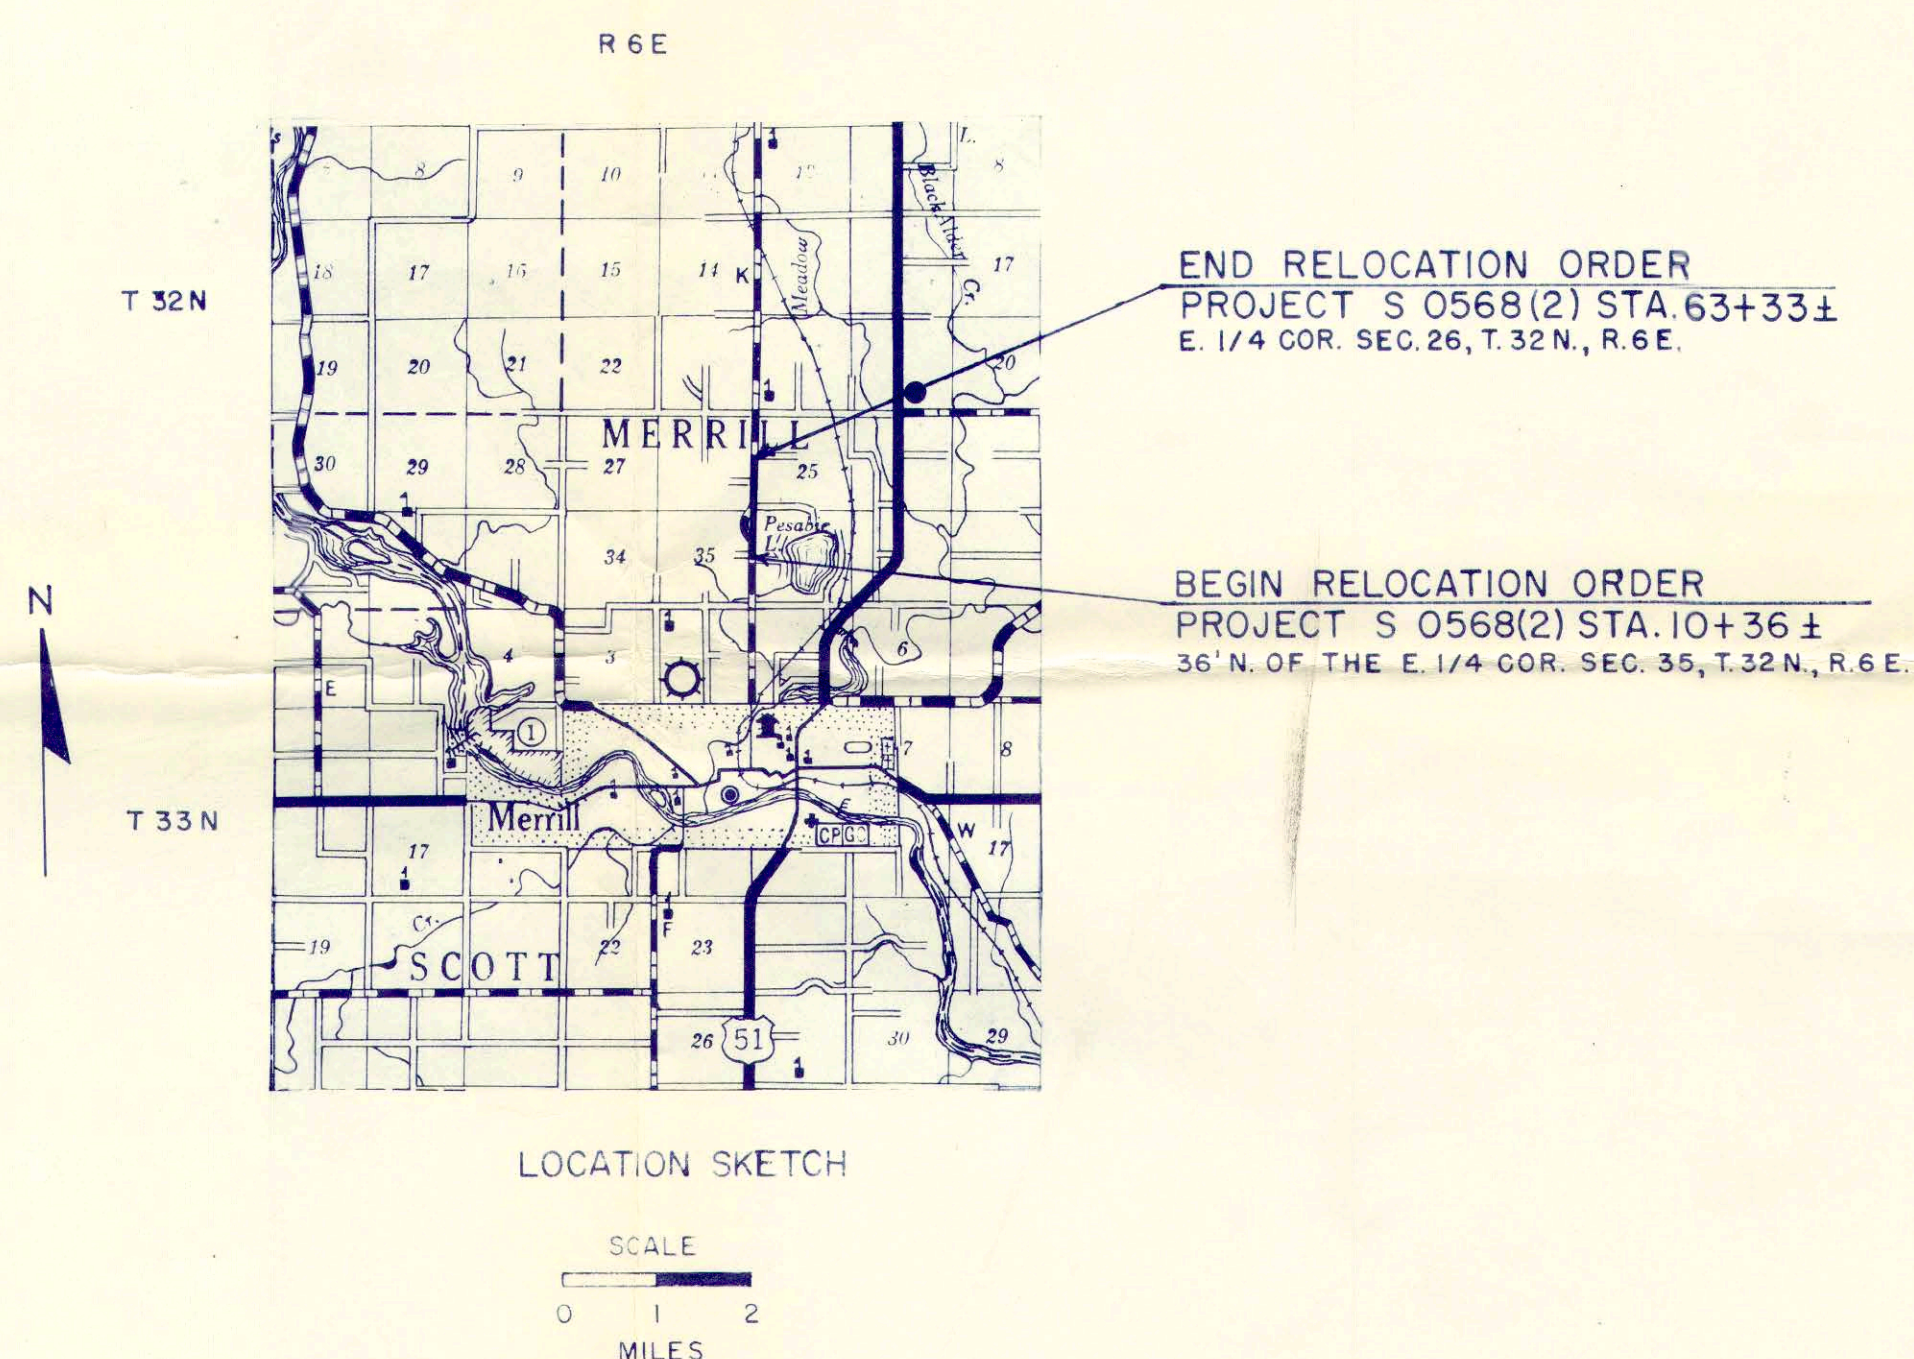 R 6 E
T 32 N
T 33 N
N
8
9
10
L.
8
Black Alder
Cr.
18
17
16
15
14
K
Meadow
17
19
20
21
22
20
MERRILL
30
29
28
27
25
Pesabic
L.
34
35
4
3
6
E
1
7
8
Merrill
CP
W
17
17
Cr.
19
SCOTT
22
F
23
26
51
30
29
END RELOCATION ORDER
PROJECT S 0568(2) STA. 63+33±
E. 1/4 COR. SEC. 26, T. 32 N., R. 6 E.
BEGIN RELOCATION ORDER
PROJECT S 0568(2) STA. 10+36 ±
36' N. OF THE E. 1/4 COR. SEC. 35, T. 32 N., R. 6 E.
LOCATION SKETCH
SCALE
0 1 2
MILES